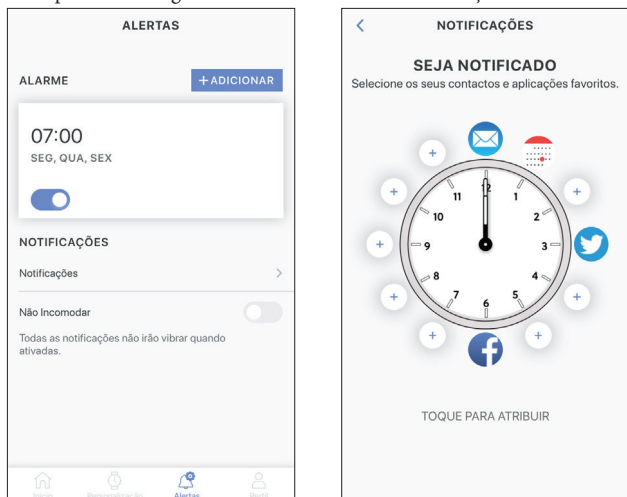 ALERTAS
ALARME
+ADICIONAR
07:00
SEG, QUA, SEX
NOTIFICAÇÕES
Notificações
Não Incomodar
Todas as notificações não irão vibrar quando
ativadas.
Início
Personalização
Alertas
Perfil
NOTIFICAÇÕES
SEJA NOTIFICADO
Selecione os seus contactos e aplicações favoritos.
12
1
2
3
4
5
6
7
8
9
10
11
TOQUE PARA ATRIBUIR